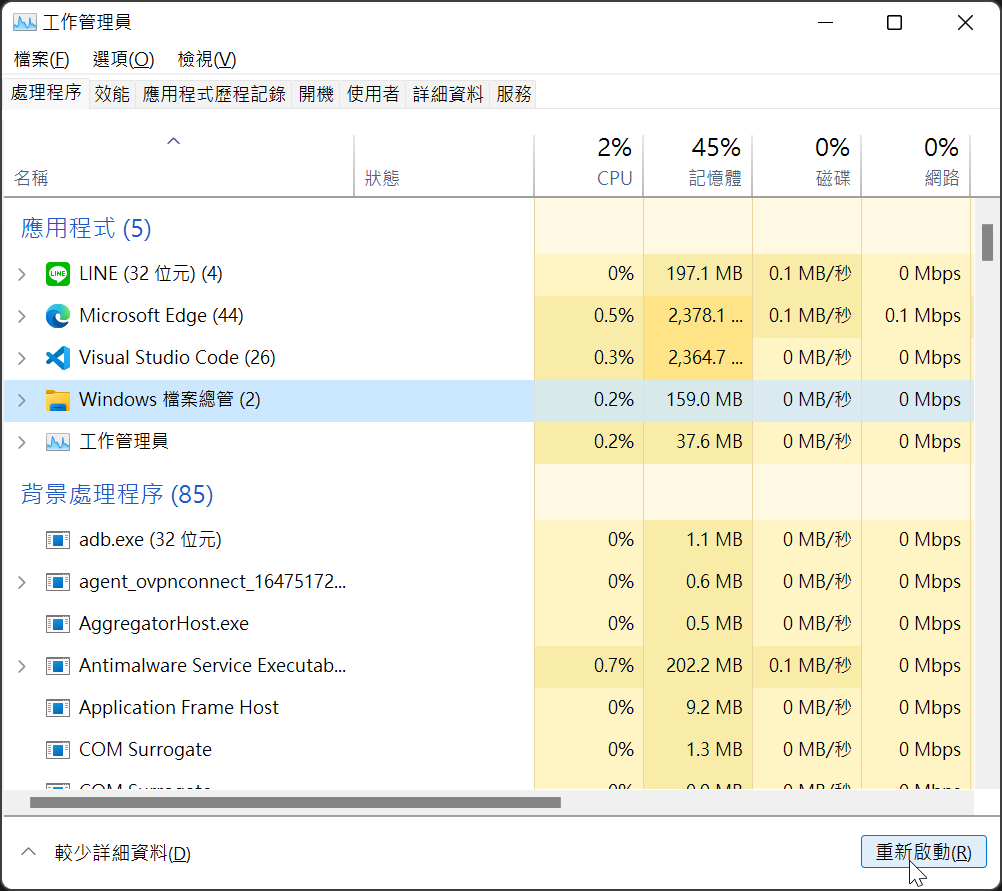 工作管理員
檔案(F) 選項(O) 檢視(V)
處理程序 效能 應用程式歷程記錄 開機 使用者 詳細資料 服務
2% 45% 0% 0%
名稱 狀態 CPU 記憶體 磁碟 網路
應用程式 (5)
LINE (32 位元) (4) 0% 197.1 MB 0.1 MB/秒 0 Mbps
Microsoft Edge (44) 0.5% 2,378.1 ... 0.1 MB/秒 0.1 Mbps
Visual Studio Code (26) 0.3% 2,364.7 ... 0 MB/秒 0 Mbps
Windows 檔案總管 (2) 0.2% 159.0 MB 0 MB/秒 0 Mbps
工作管理員 0.2% 37.6 MB 0 MB/秒 0 Mbps
背景處理程序 (85)
adb.exe (32 位元) 0% 1.1 MB 0 MB/秒 0 Mbps
agent_ovpnconnect_16475172... 0% 0.6 MB 0 MB/秒 0 Mbps
AggregatorHost.exe 0% 0.5 MB 0 MB/秒 0 Mbps
Antimalware Service Executab... 0.7% 202.2 MB 0.1 MB/秒 0 Mbps
Application Frame Host 0% 9.2 MB 0 MB/秒 0 Mbps
COM Surrogate 0% 1.3 MB 0 MB/秒 0 Mbps
較少詳細資料(D) 重新啟動(R)